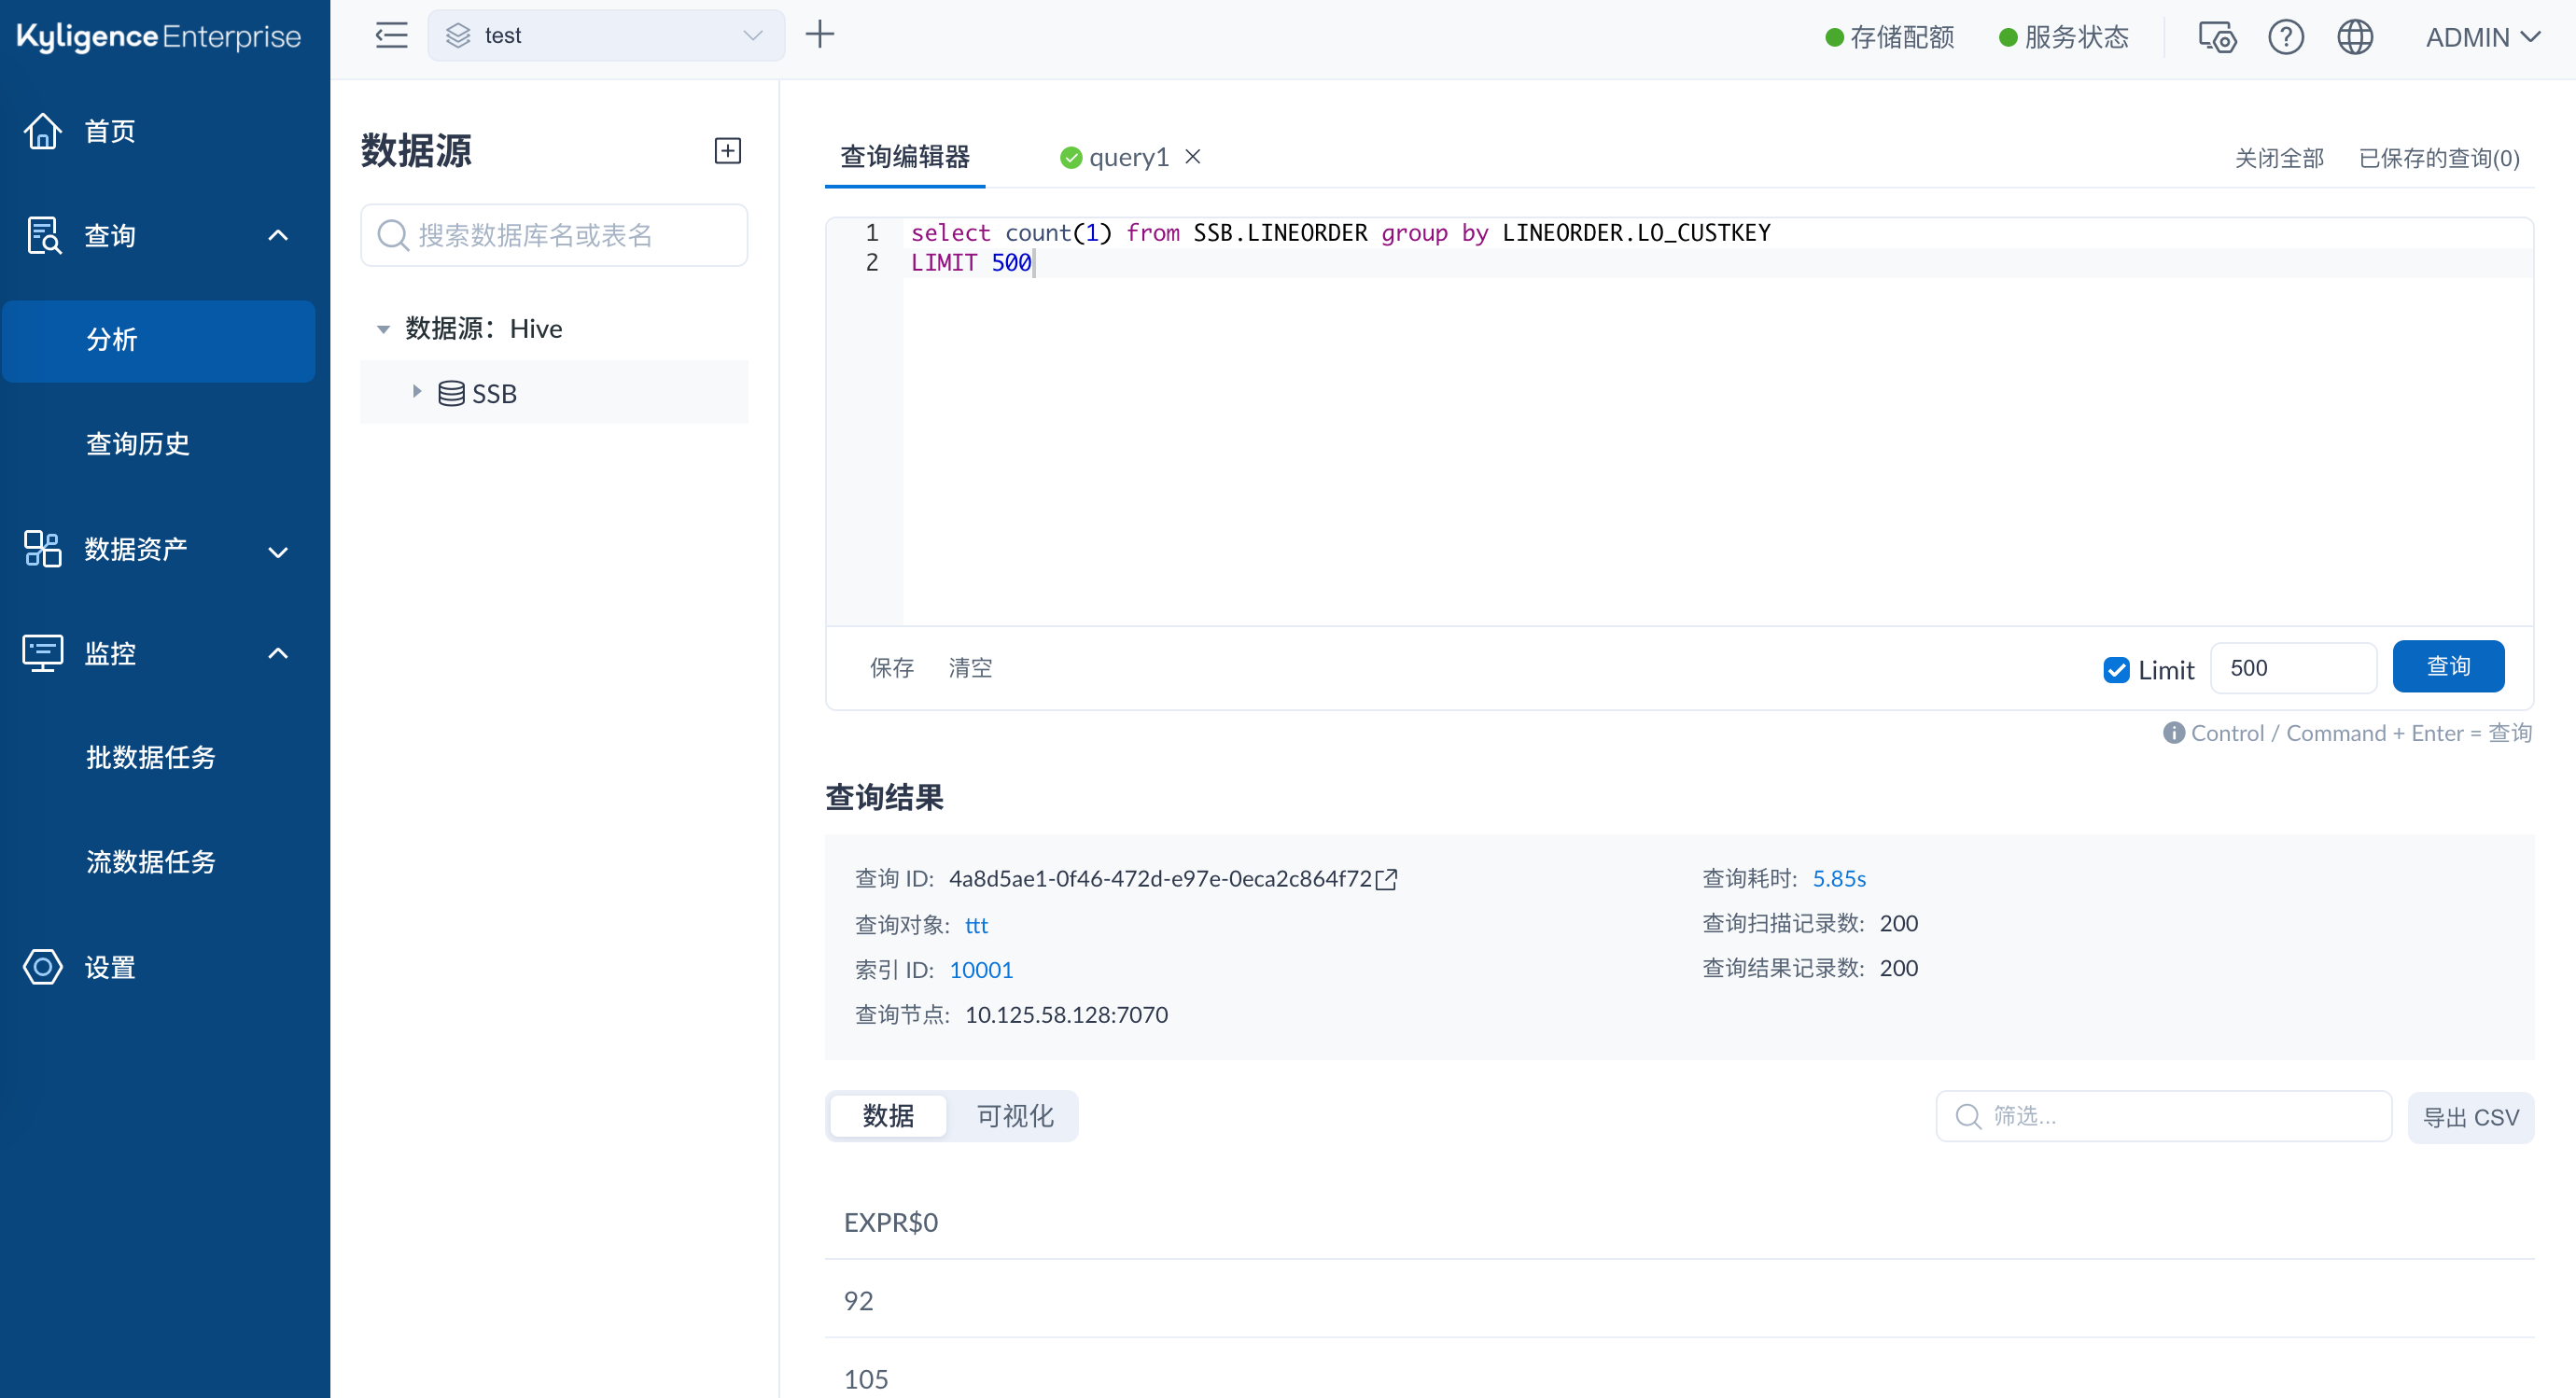 Kyligence Enterprise
test
存储配额
服务状态
ADMIN
首页
查询
分析
查询历史
数据资产
监控
批数据任务
流数据任务
设置
数据源
搜索数据库名或表名
数据源：Hive
SSB
查询编辑器
query1
关闭全部
已保存的查询(0)
1 select count(1) from SSB.LINEORDER group by LINEORDER.LO_CUSTKEY
2 LIMIT 500
保存
清空
Limit
500
查询
Control / Command + Enter = 查询
查询结果
查询 ID: 4a8d5ae1-0f46-472d-e97e-0eca2c864f72
查询对象: ttt
索引 ID: 10001
查询节点: 10.125.58.128:7070
查询耗时: 5.85s
查询扫描记录数: 200
查询结果记录数: 200
数据
可视化
筛选...
导出 CSV
EXPR$0
92
105